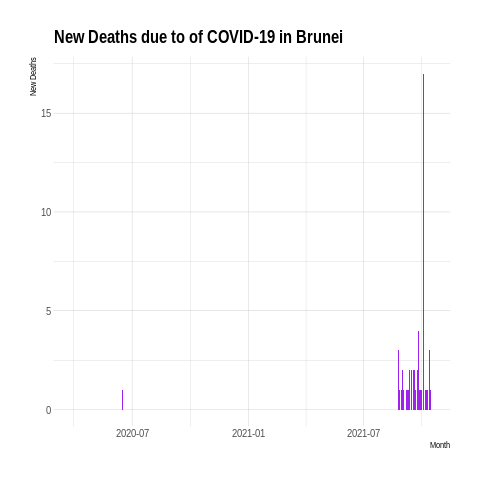 New Deaths due to of COVID-19 in Brunei
New Deaths
15
10
5
0
2020-07
2021-01
2021-07
Month